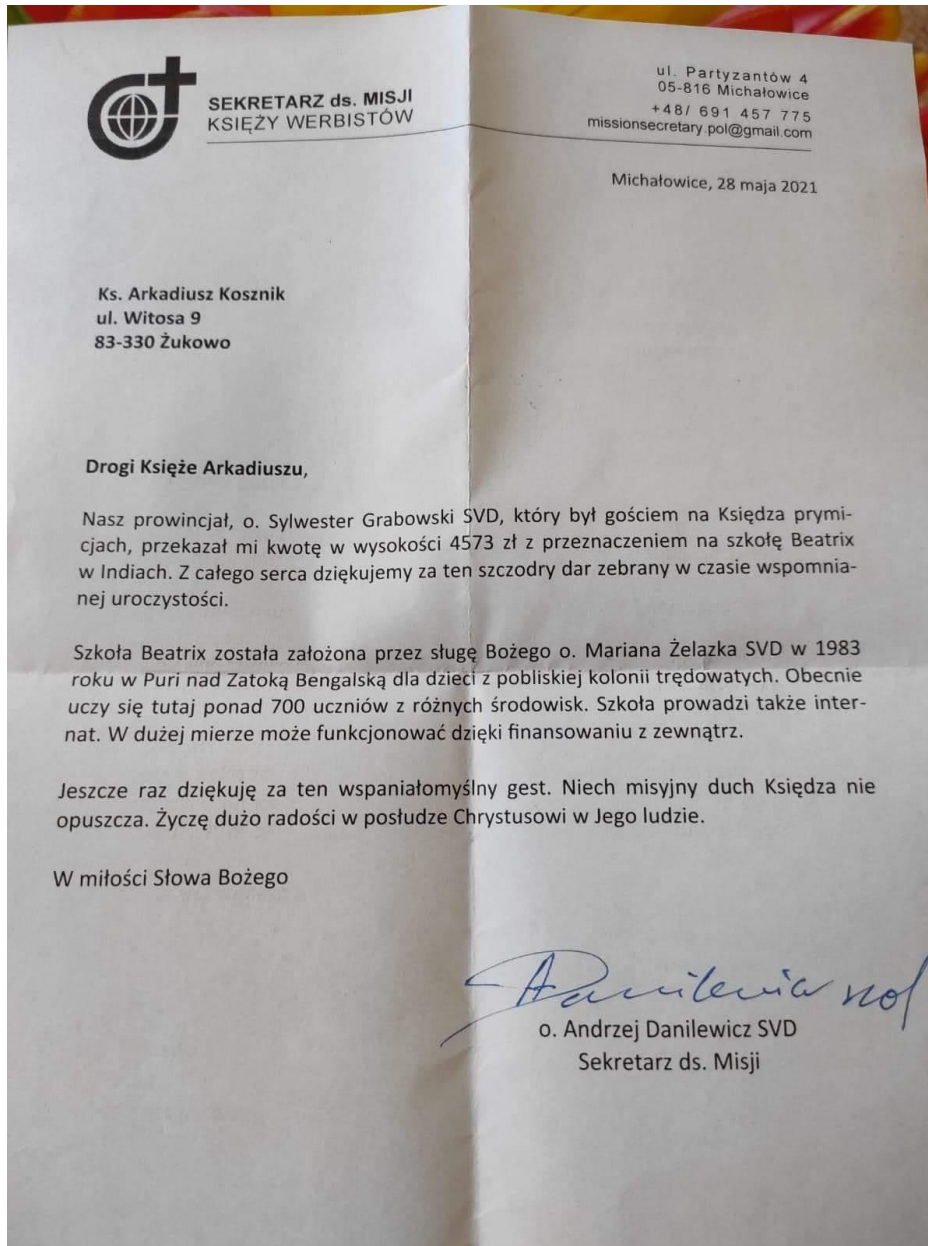 SEKRETARZ ds. MISJI
KSIĘŻY WERBISTÓW
ul. Partyzantów 4
05-816 Michałowice
+48/ 691 457 775
missionsecretary.pol@gmail.com
Michałowice, 28 maja 2021
Ks. Arkadiusz Kosznik
ul. Witosa 9
83-330 Żukowo
Drogi Księże Arkadiuszu,
Nasz prowincjał, o. Sylwester Grabowski SVD, który był gościem na Księdza prymi-
cjach, przekazał mi kwotę w wysokości 4573 zł z przeznaczeniem na szkołę Beatrix
w Indiach. Z całego serca dziękujemy za ten szczodry dar zebrany w czasie wspomnia-
nej uroczystości.
Szkoła Beatrix została założona przez sługę Bożego o. Mariana Żelazka SVD w 1983
roku w Puri nad Zatoką Bengalską dla dzieci z pobliskiej kolonii trędowatych. Obecnie
uczy się tutaj ponad 700 uczniów z różnych środowisk. Szkoła prowadzi także inter-
nat. W dużej mierze może funkcjonować dzięki finansowaniu z zewnątrz.
Jeszcze raz dziękuję za ten wspaniałomyślny gest. Niech misyjny duch Księdza nie
opuszcza. Życzę dużo radości w posłudze Chrystusowi w Jego ludzie.
W miłości Słowa Bożego
o. Andrzej Danilewicz SVD
Sekretarz ds. Misji